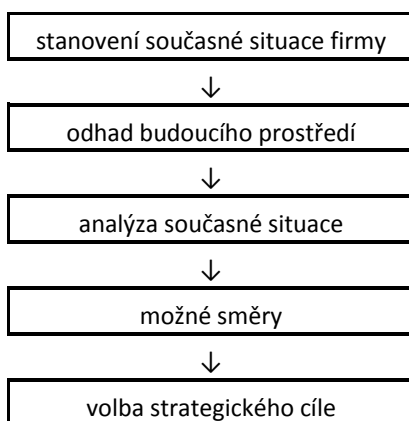 stanovení současné situace firmy
↓
odhad budoucího prostředí
↓
analýza současné situace
↓
možné směry
↓
volba strategického cíle